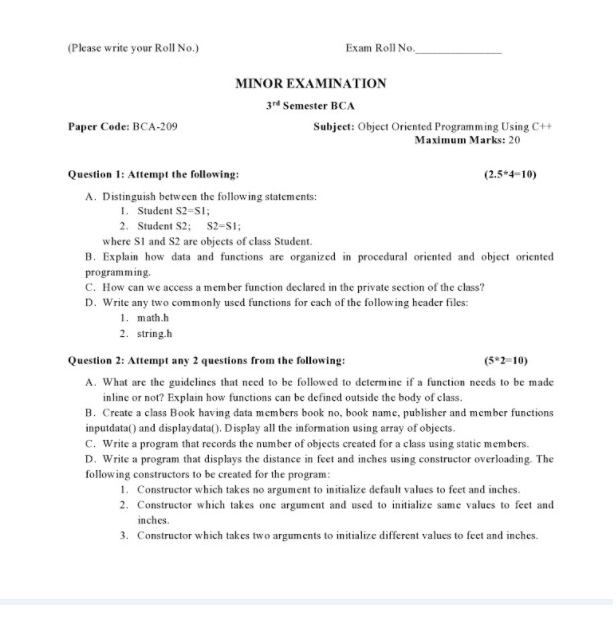 (Please write your Roll No.) Exam Roll No.________________
MINOR EXAMINATION
3rd Semester BCA
Paper Code: BCA-209 Subject: Object Oriented Programming Using C++
Maximum Marks: 20
Question 1: Attempt the following: (2.5*4=10)
A. Distinguish between the following statements:
1. Student S2=S1;
2. Student S2; S2=S1;
where S1 and S2 are objects of class Student.
B. Explain how data and functions are organized in procedural oriented and object oriented
programming.
C. How can we access a member function declared in the private section of the class?
D. Write any two commonly used functions for each of the following header files:
1. math.h
2. string.h
Question 2: Attempt any 2 questions from the following: (5*2=10)
A. What are the guidelines that need to be followed to determine if a function needs to be made
inline or not? Explain how functions can be defined outside the body of class.
B. Create a class Book having data members book no, book name, publisher and member functions
inputdata() and displaydata(). Display all the information using array of objects.
C. Write a program that records the number of objects created for a class using static members.
D. Write a program that displays the distance in feet and inches using constructor overloading. The
following constructors to be created for the program:
1. Constructor which takes no argument to initialize default values to feet and inches.
2. Constructor which takes one argument and used to initialize same values to feet and
inches.
3. Constructor which takes two arguments to initialize different values to feet and inches.